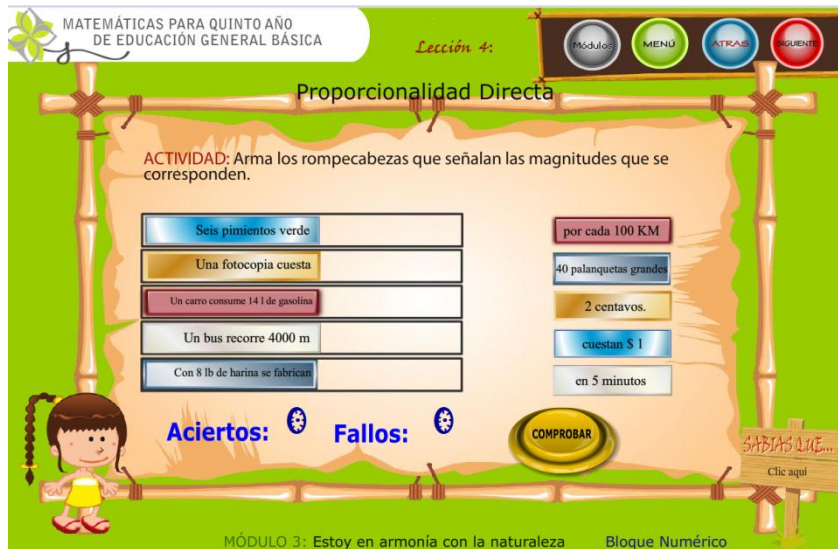 MATEMÁTICAS PARA QUINTO AÑO
DE EDUCACIÓN GENERAL BÁSICA
Lección 4:
Módulos
MENÚ
ATRAS
SIGUIENTE
Proporcionalidad Directa
ACTIVIDAD: Arma los rompecabezas que señalan las magnitudes que se
corresponden.
Seis pimientos verde
Una fotocopia cuesta
Un carro consume 14 l de gasolina
Un bus recorre 4000 m
Con 8 lb de harina se fabrican
por cada 100 KM
40 palanquetas grandes
2 centavos.
cuestan $ 1
en 5 minutos
Aciertos:
Fallos:
COMPROBAR
SABIAS QUE...
Clic aqui
MÓDULO 3: Estoy en armonía con la naturaleza
Bloque Numérico